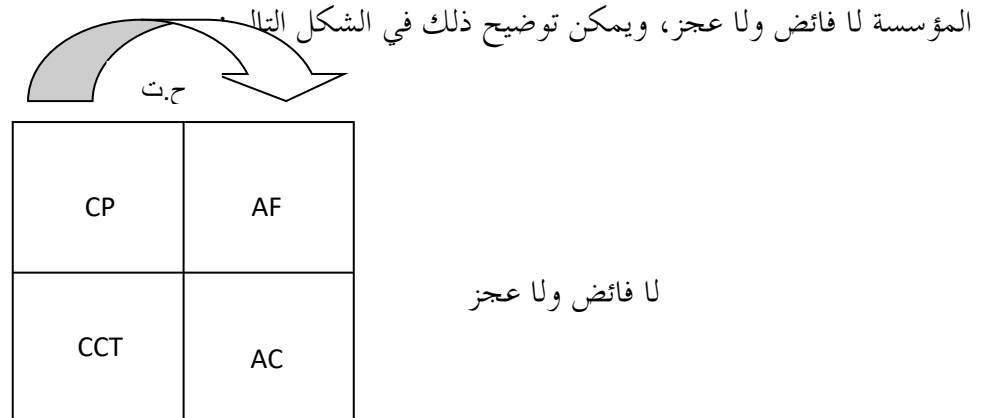 المؤسسة لا فائض ولا عجز، ويمكن توضيح ذلك في الشكل التالي:
ح.ت
CP AF
لا فائض ولا عجز
CCT AC